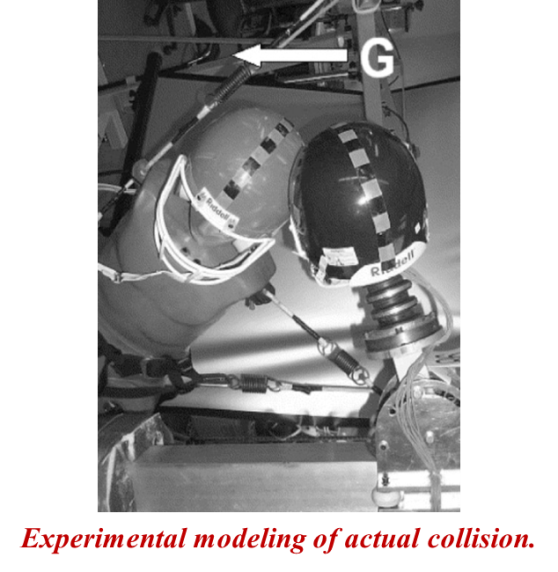 G
Riddell
Riddell
Experimental modeling of actual collision.